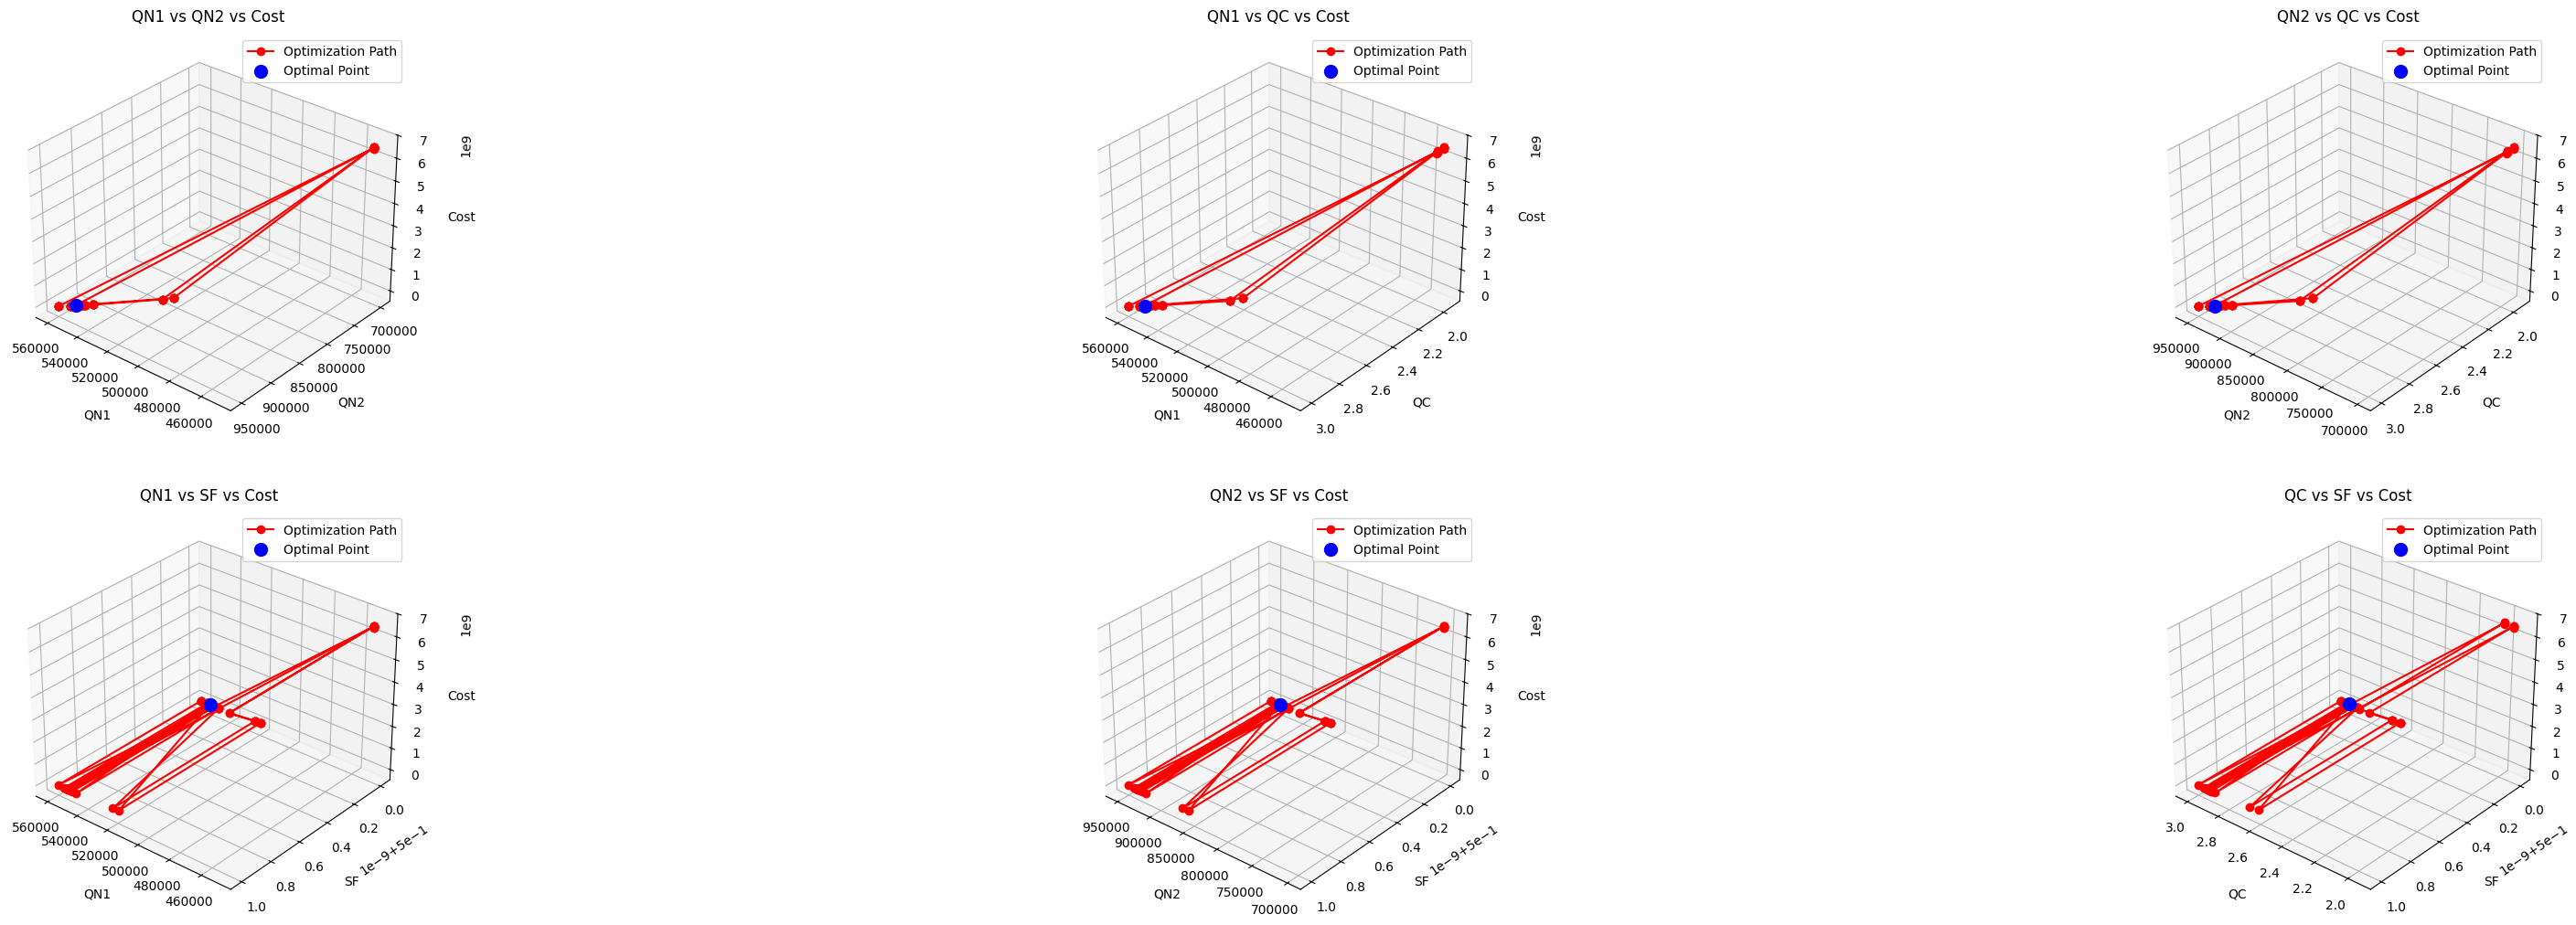 QN1 vs QN2 vs Cost
Optimization Path
Optimal Point
1e9
7
6
5
4
3
2
1
0
Cost
560000
540000
520000
500000
480000
460000
QN1
700000
750000
800000
850000
900000
950000
QN2
QN1 vs QC vs Cost
Optimization Path
Optimal Point
1e9
7
6
5
4
3
2
1
0
Cost
560000
540000
520000
500000
480000
460000
QN1
2.0
2.2
2.4
2.6
2.8
3.0
QC
QN2 vs QC vs Cost
Optimization Path
Optimal Point
7
6
5
4
3
2
1
0
950000
900000
850000
800000
750000
700000
QN2
2.0
2.2
2.4
2.6
2.8
3.0
QC
QN1 vs SF vs Cost
Optimization Path
Optimal Point
1e9
7
6
5
4
3
2
1
0
Cost
560000
540000
520000
500000
480000
460000
QN1
0.0
0.2
0.4
0.6
0.8
1.0
SF
1e−9+5e−1
QN2 vs SF vs Cost
Optimization Path
Optimal Point
1e9
7
6
5
4
3
2
1
0
Cost
950000
900000
850000
800000
750000
700000
QN2
0.0
0.2
0.4
0.6
0.8
1.0
SF
1e−9+5e−1
QC vs SF vs Cost
Optimization Path
Optimal Point
7
6
5
4
3
2
1
0
3.0
2.8
2.6
2.4
2.2
2.0
QC
0.0
0.2
0.4
0.6
0.8
1.0
SF
1e−9+5e−1